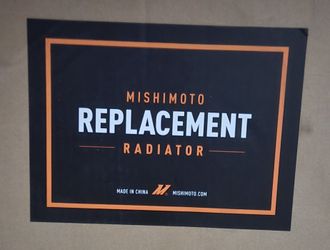 MISHIMOTO
REPLACEMENT
RADIATOR
MADE IN CHINA MISHIMOTO.COM